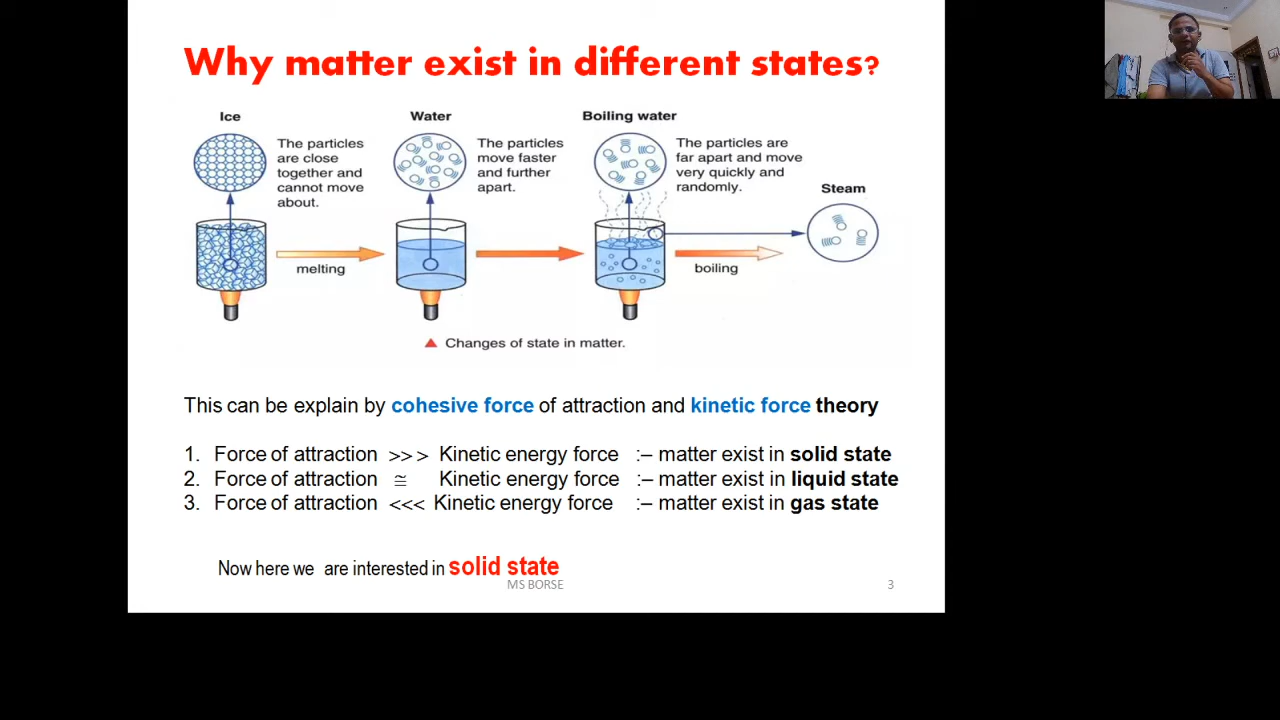 Why matter exist in different states?
Ice
The particles
are close
together and
cannot move
about.
Water
The particles
move faster
and further
apart.
Boiling water
The particles are
far apart and move
very quickly and
randomly.
Steam
melting
boiling
▲ Changes of state in matter.
This can be explain by cohesive force of attraction and kinetic force theory
1. Force of attraction >>> Kinetic energy force :– matter exist in solid state
2. Force of attraction ≅ Kinetic energy force :– matter exist in liquid state
3. Force of attraction <<< Kinetic energy force :– matter exist in gas state
Now here we are interested in solid state
MS BORSE
3